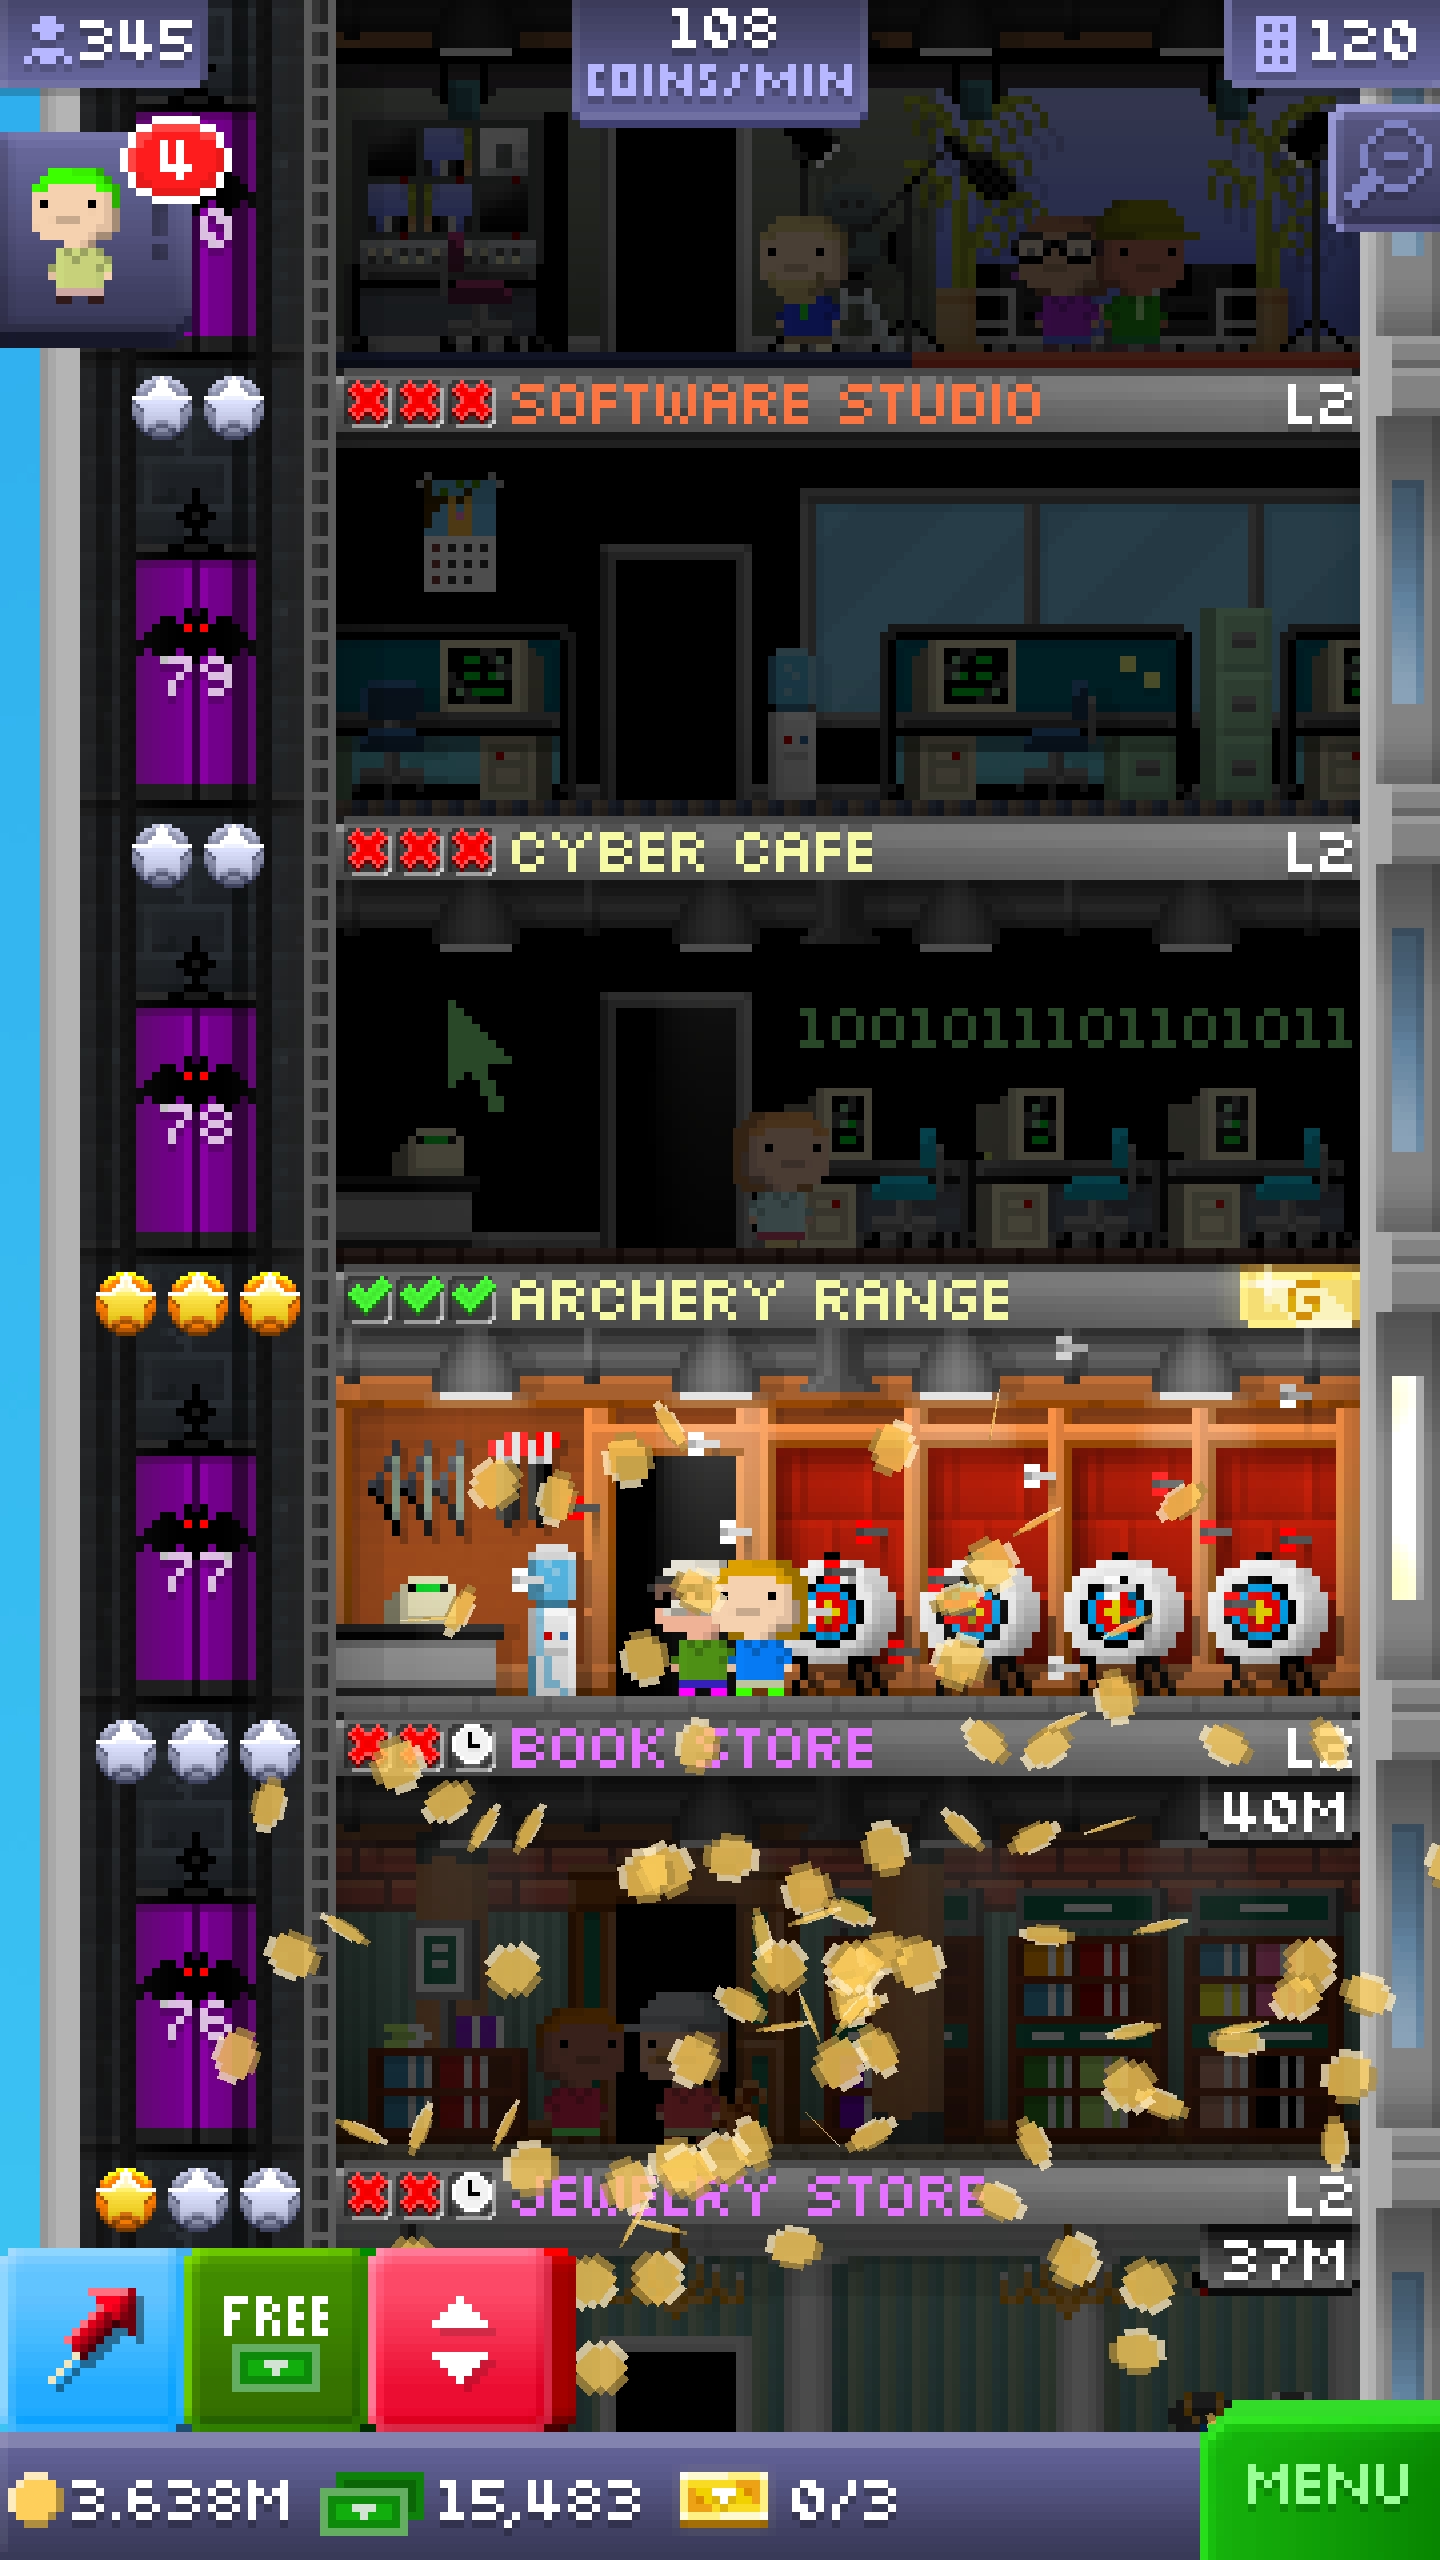 345
108
COINS/MIN
120
4
0
SOFTWARE STUDIO L2
79
CYBER CAFE L2
1001011101101011
78
ARCHERY RANGE G
77
BOOK STORE L2
40M
76
JEWELRY STORE L2
37M
FREE
3.638M 15,483 0/3
MENU